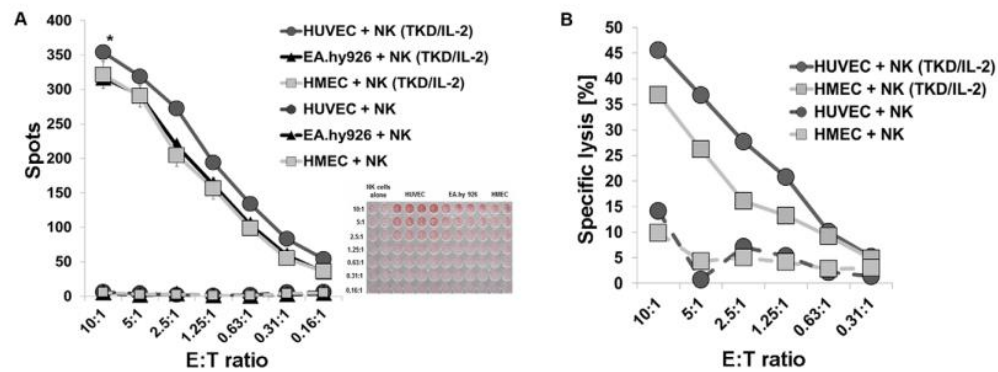 A
400
350
300
250
200
150
100
50
0
Spots
*
HUVEC + NK (TKD/IL-2)
EA.hy926 + NK (TKD/IL-2)
HMEC + NK (TKD/IL-2)
HUVEC + NK
EA.hy926 + NK
HMEC + NK
NK cells
alone
HUVEC
EA.hy 926
HMEC
10:1
5:1
2,5:1
1.25:1
0.63:1
0.31:1
0.16:1
10:1
5:1
2.5:1
1.25:1
0.63:1
0.31:1
0.16:1
E:T ratio
B
50
45
40
35
30
25
20
15
10
5
0
Specific lysis [%]
HUVEC + NK (TKD/IL-2)
HMEC + NK (TKD/IL-2)
HUVEC + NK
HMEC + NK
10:1
5:1
2.5:1
1.25:1
0.63:1
0.31:1
E:T ratio